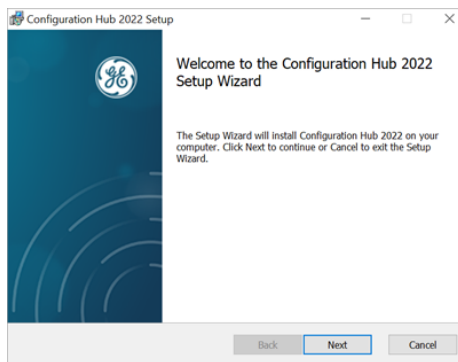 Configuration Hub 2022 Setup
GE
Welcome to the Configuration Hub 2022
Setup Wizard
The Setup Wizard will install Configuration Hub 2022 on your
computer. Click Next to continue or Cancel to exit the Setup
Wizard.
Back
Next
Cancel